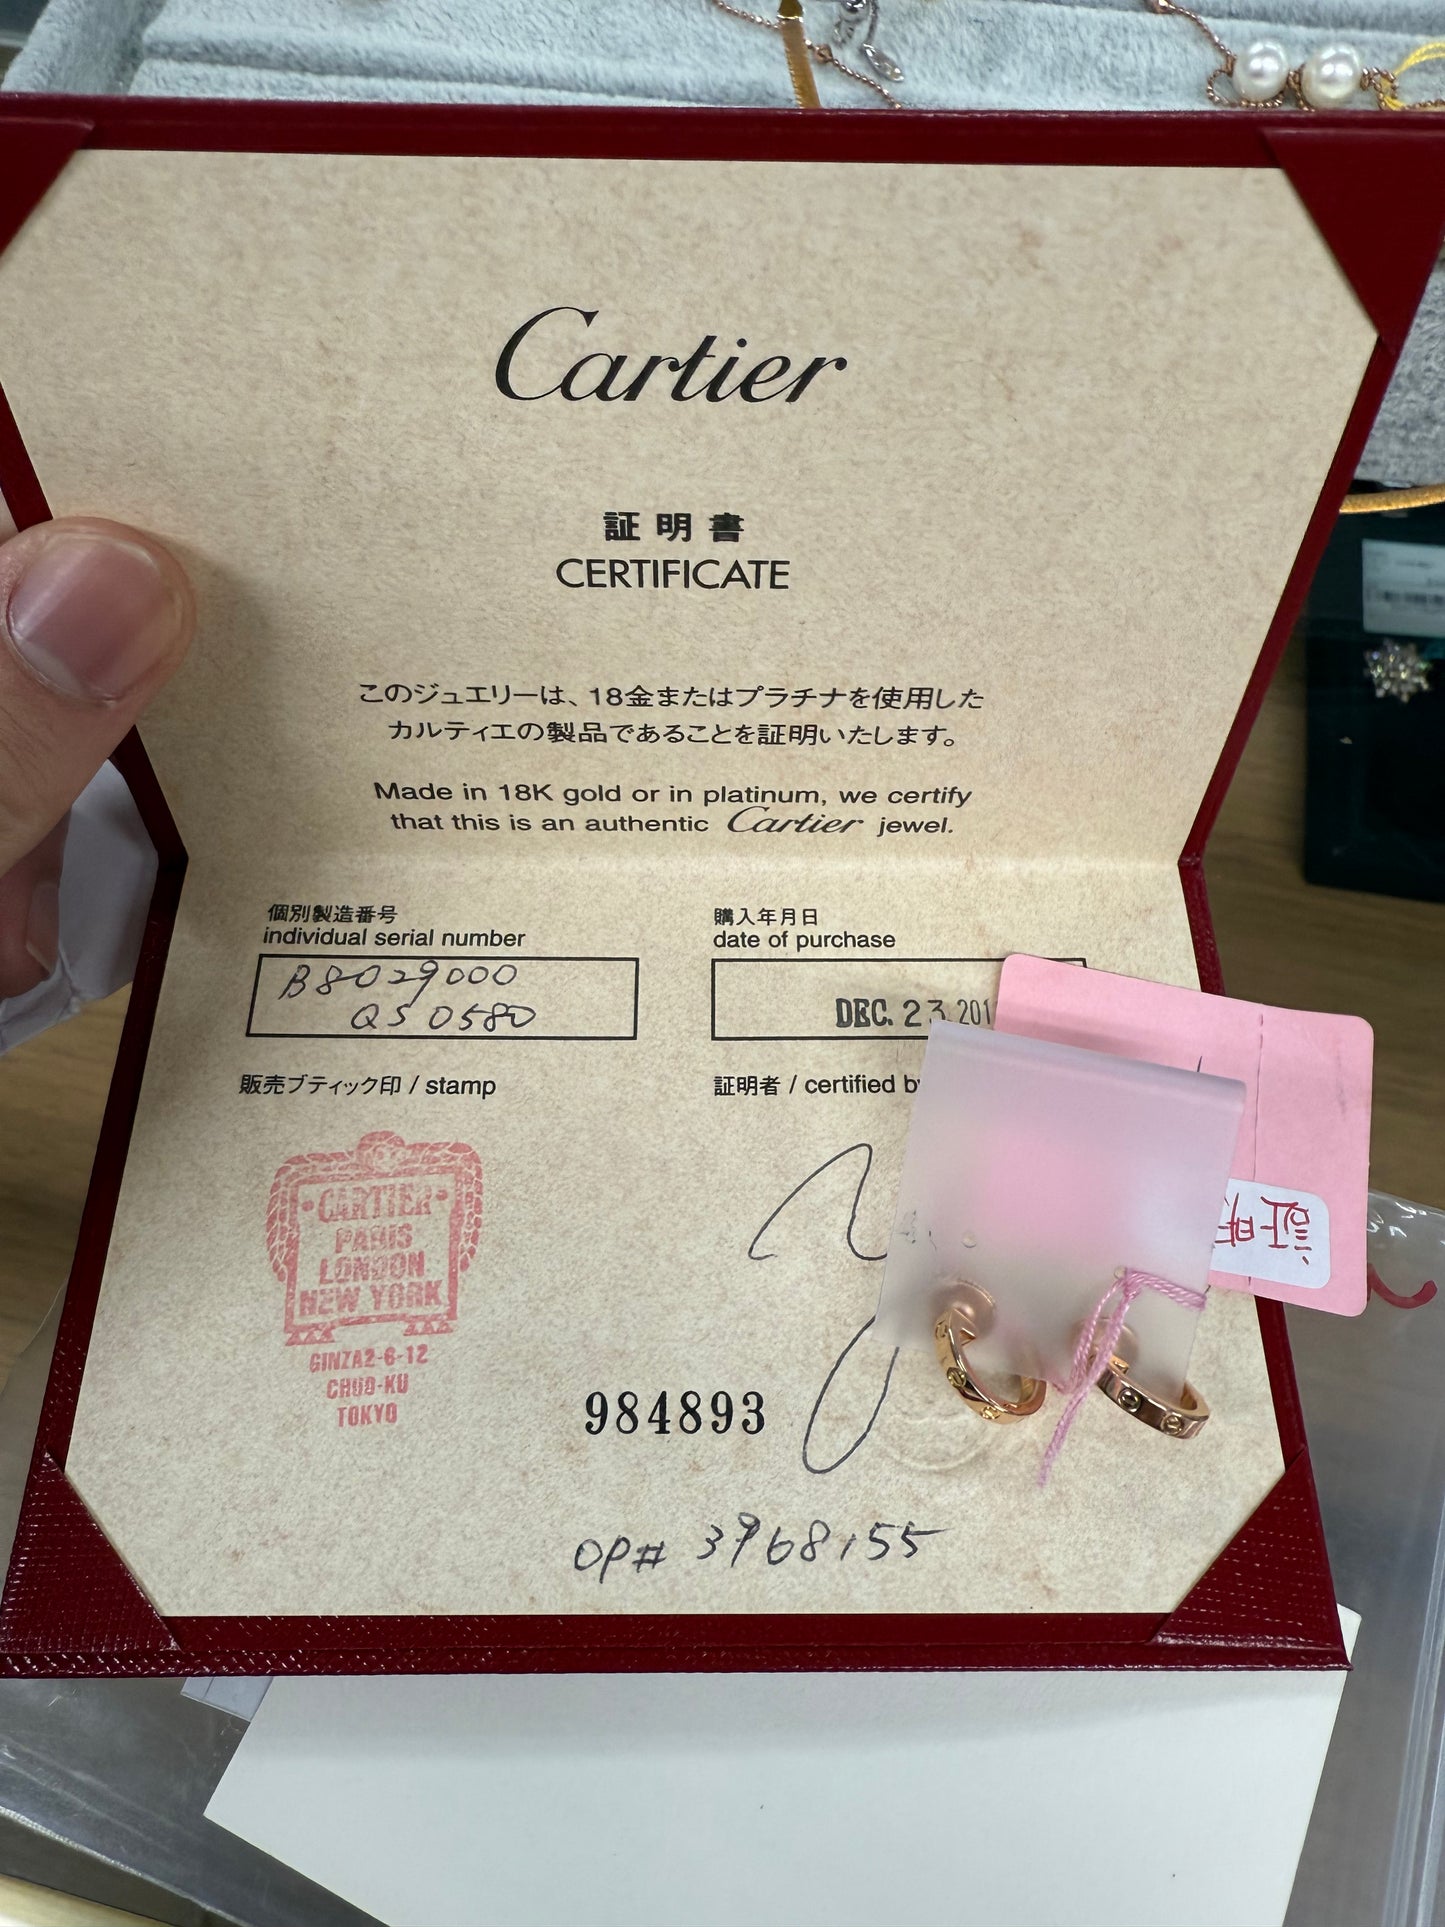 Cartier
証明書
CERTIFICATE
このジュエリーは、18金またはプラチナを使用した
カルティエの製品であることを証明いたします。
Made in 18K gold or in platinum, we certify
that this is an authentic Cartier jewel.
個別製造番号
individual serial number
B8029000
QS0580
購入年月日
date of purchase
DEC. 23. 201
販売ブティック印 / stamp
証明者 / certified by
CARTIER
PARIS
LONDON
NEW YORK
GINZA2-6-12
CHUO-KU
TOKYO
984893
OP# 3968155
証明